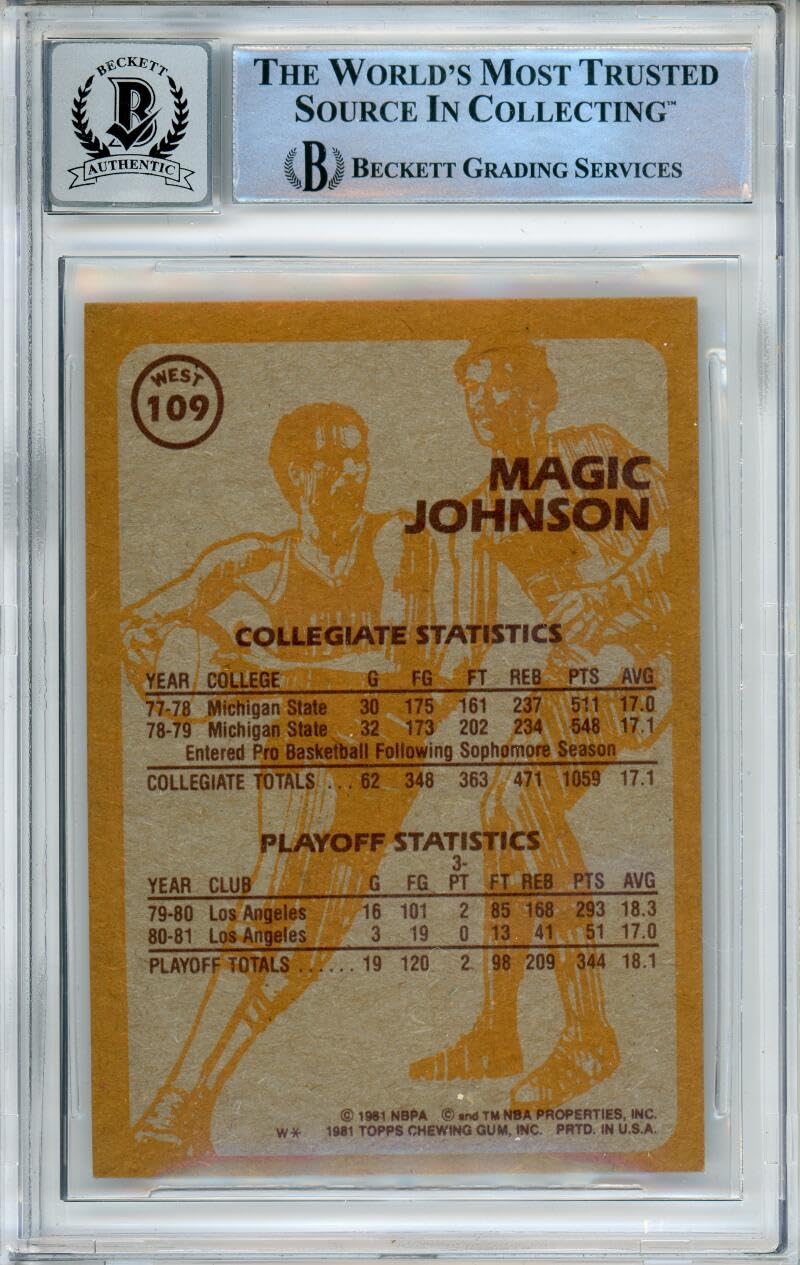 BECKETT
B
AUTHENTIC
THE WORLD'S MOST TRUSTED
SOURCE IN COLLECTING™
B BECKETT GRADING SERVICES
WEST
109
MAGIC
JOHNSON
COLLEGIATE STATISTICS
YEAR COLLEGE G FG FT REB PTS AVG
77-78 Michigan State 30 175 161 237 511 17.0
78-79 Michigan State 32 173 202 234 548 17.1
Entered Pro Basketball Following Sophomore Season
COLLEGIATE TOTALS ... 62 348 363 471 1059 17.1
PLAYOFF STATISTICS
3-
YEAR CLUB G FG PT FT REB PTS AVG
79-80 Los Angeles 16 101 2 85 168 293 18.3
80-81 Los Angeles 3 19 0 13 41 51 17.0
PLAYOFF TOTALS ...... 19 120 2 98 209 344 18.1
© 1981 NBPA © and TM NBA PROPERTIES, INC.
W* 1981 TOPPS CHEWING GUM, INC. PRTD. IN U.S.A.